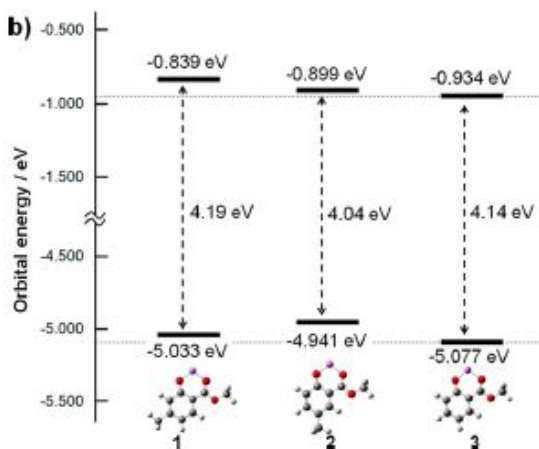 b)
Orbital energy / eV
-0.500
-1.000
-1.500
-4.500
-5.000
-5.500
-0.839 eV
-0.899 eV
-0.934 eV
4.19 eV
4.04 eV
4.14 eV
-5.033 eV
-4.941 eV
-5.077 eV
1
2
3